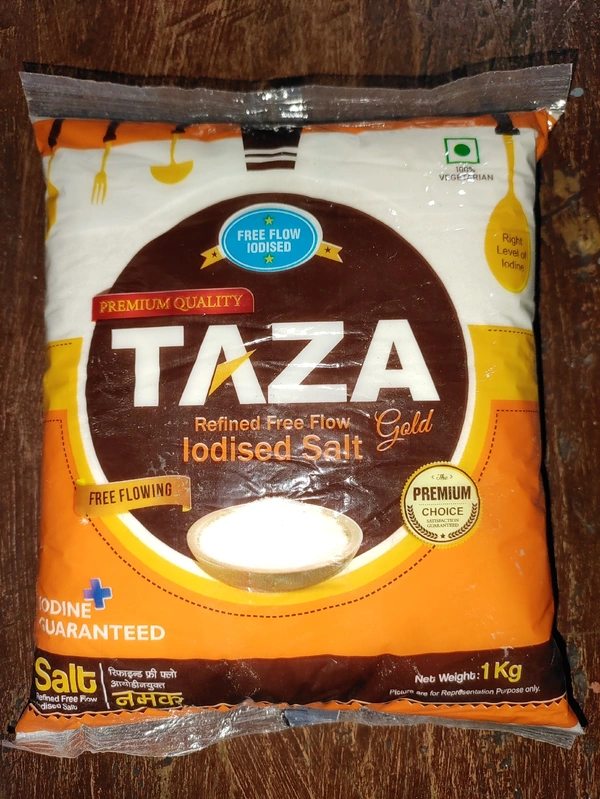 100%
VEGETARIAN
FREE FLOW
IODISED
Right
Level of
Iodine
PREMIUM QUALITY
TAZA
Refined Free Flow
Iodised Salt
Gold
FREE FLOWING
The
PREMIUM
CHOICE
SATISFACTION
GUARANTEED
IODINE
GUARANTEED
Salt
Refined Free Flow
Iodised Salt
रिफाइन्ड फ्री फ्लो
आयोडीनयुक्त
नमक
Net Weight: 1Kg
Picture are for Representation Purpose only.